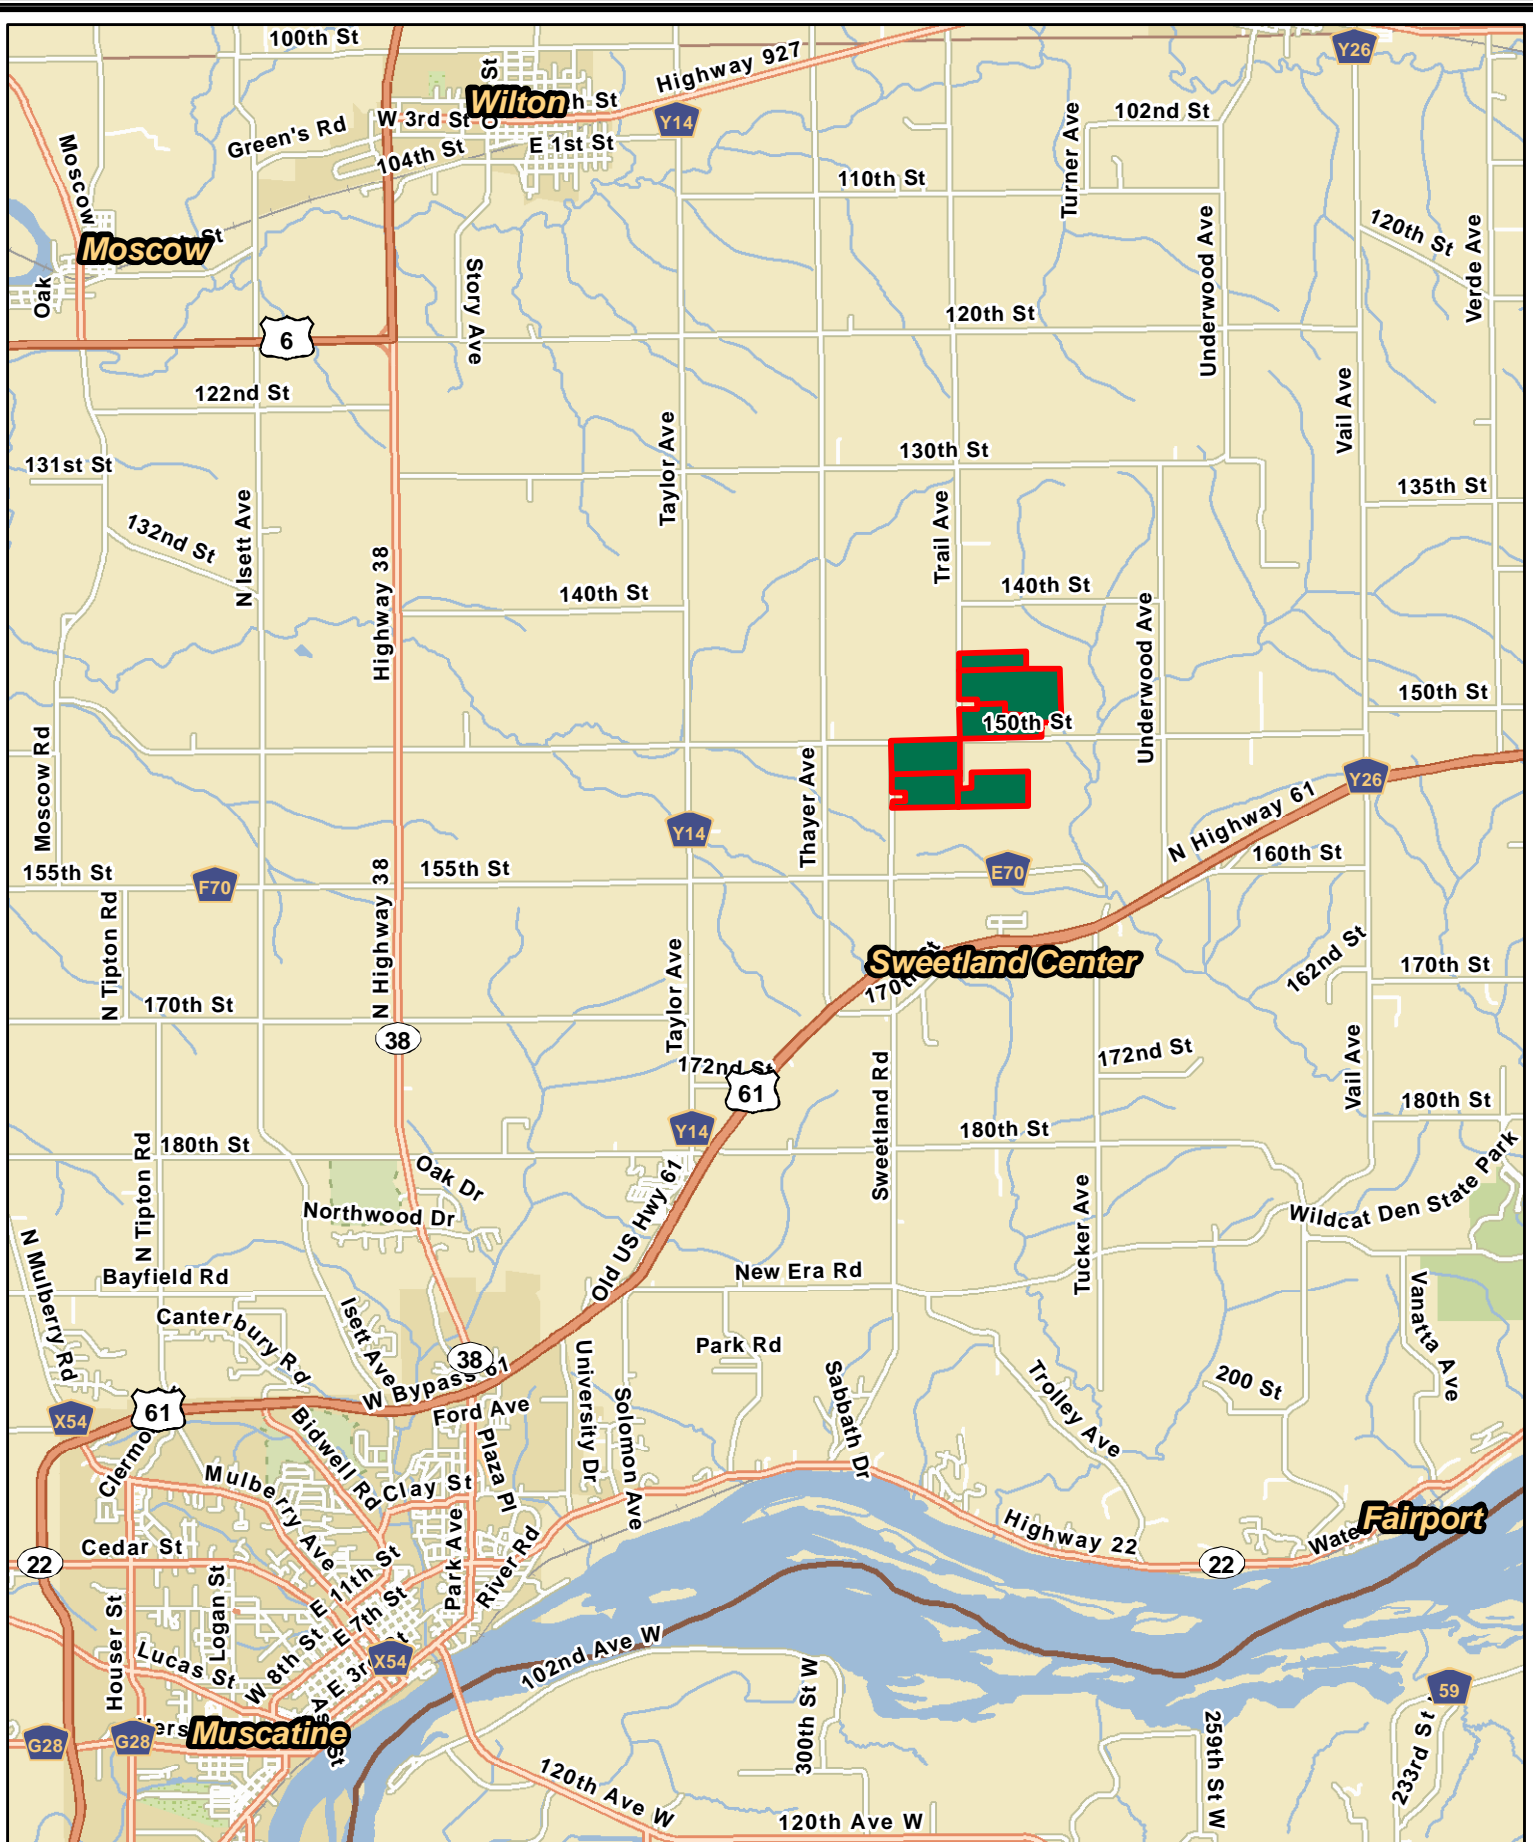 100th St
Highway 927
Y26
Wilton
W 3rd St
Y14
102nd St
Moscow
Green's Rd
104th St
E 1st St
Turner Ave
110th St
Moscow
St
120th St
Oak
Story Ave
Underwood Ave
Verde Ave
6
120th St
122nd St
Vail Ave
131st St
Taylor Ave
130th St
135th St
132nd St
N Isett Ave
Trail Ave
Highway 38
140th St
140th St
Underwood Ave
150th St
150th St
Moscow Rd
Thayer Ave
N Highway 61
Y26
Y14
155th St
F70
N Highway 38
155th St
E70
160th St
N Tipton Rd
Taylor Ave
Sweetland Center
170th St
162nd St
170th St
170th St
38
172nd St
61
Sweetland Rd
172nd St
Vail Ave
180th St
Y14
180th St
180th St
N Tipton Rd
Oak Dr
Northwood Dr
Old US Hwy 61
Tucker Ave
Wildcat Den State Park
N Mulberry Rd
Bayfield Rd
New Era Rd
Canterbury Rd
Isett Ave
Vanatta Ave
Park Rd
38
W Bypass 61
University Dr
Solomon Ave
Sabbath Dr
Trolley Ave
200 St
X54
61
Ford Ave
Bidwell Rd
Plaza Pl
Mulberry Ave
Clay St
Park Ave
River Rd
Highway 22
22
Fairport
22
Cedar St
E 11th St
Logan St
Houser St
E 7th St
W 8th St
Lucas St
X54
102nd Ave W
300th St W
59
233rd St
259th St W
Muscatine
G28
G28
120th Ave W
120th Ave W